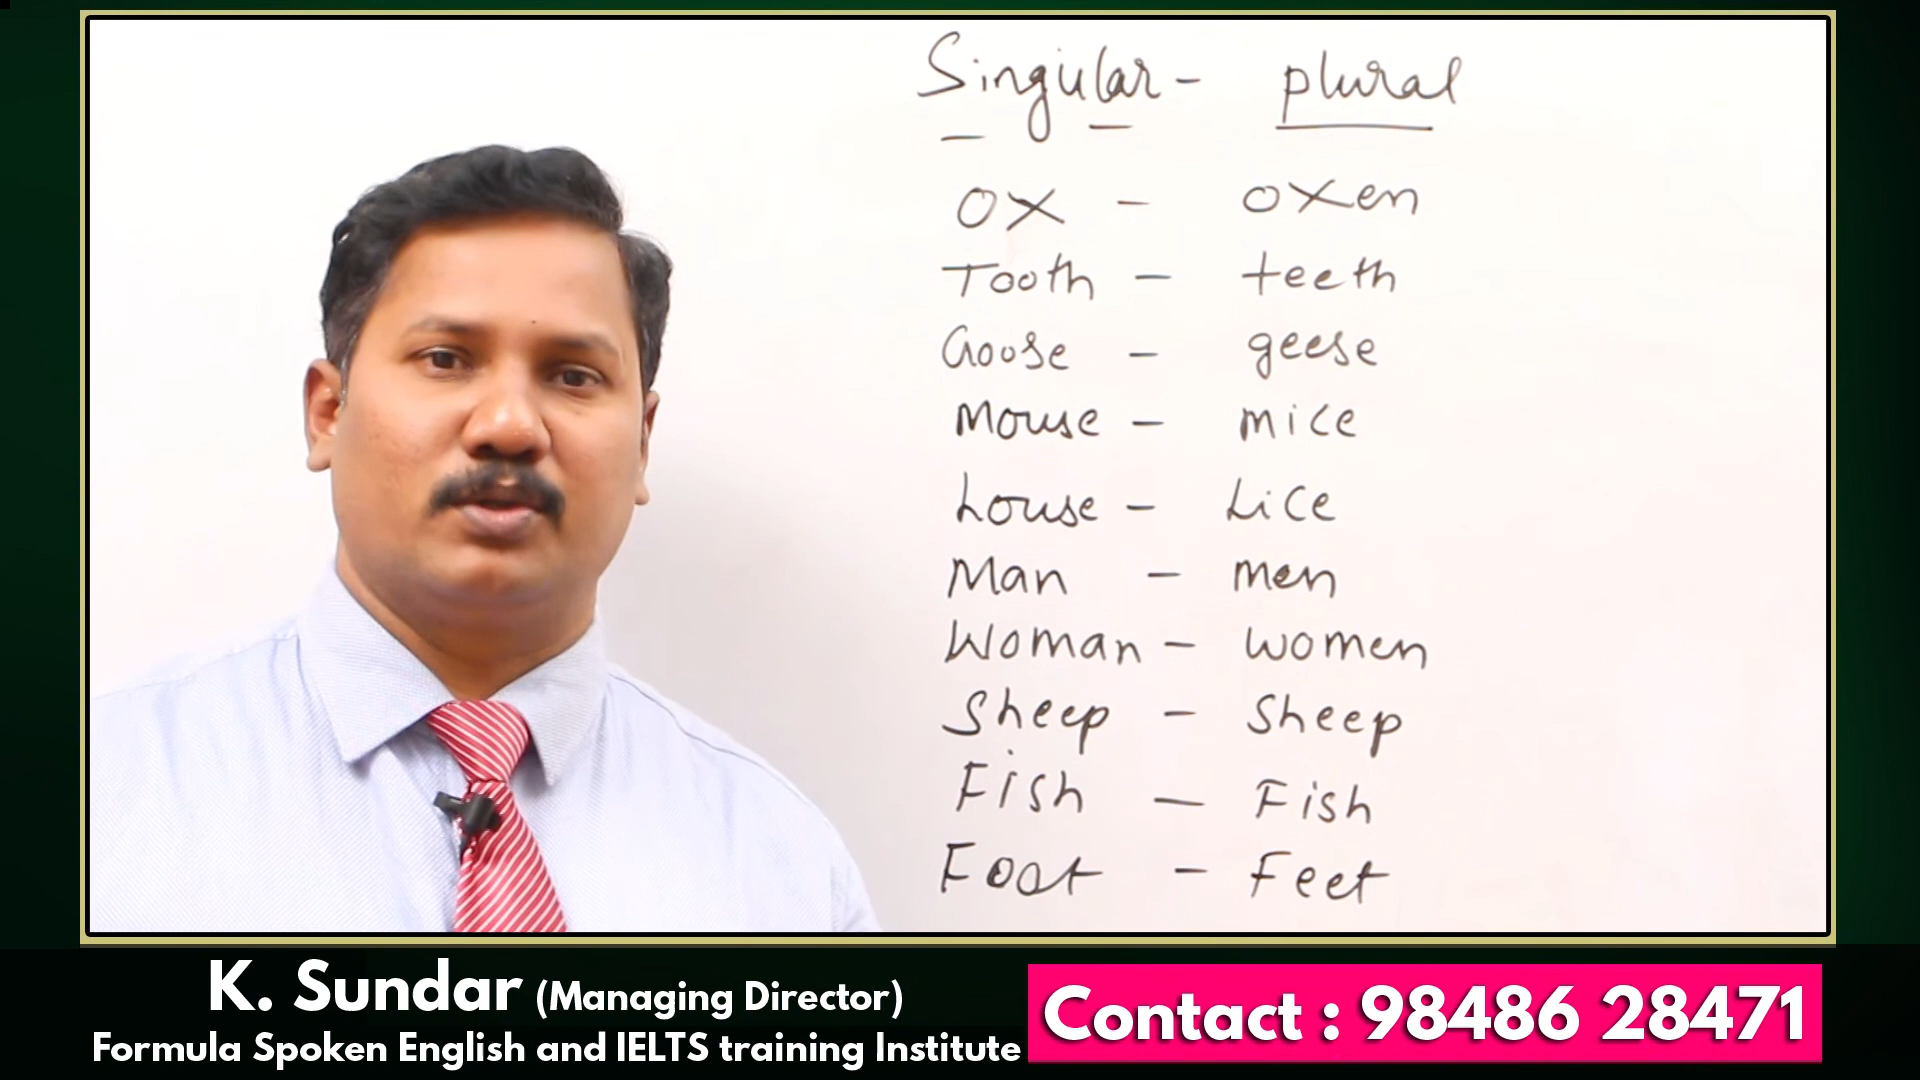 Singular - plural
OX - oxen
Tooth - teeth
Goose - geese
Mouse - mice
Louse - Lice
Man - men
Woman - women
Sheep - Sheep
Fish - Fish
Foot - Feet
K. Sundar (Managing Director)
Formula Spoken English and IELTS training Institute
Contact : 98486 28471